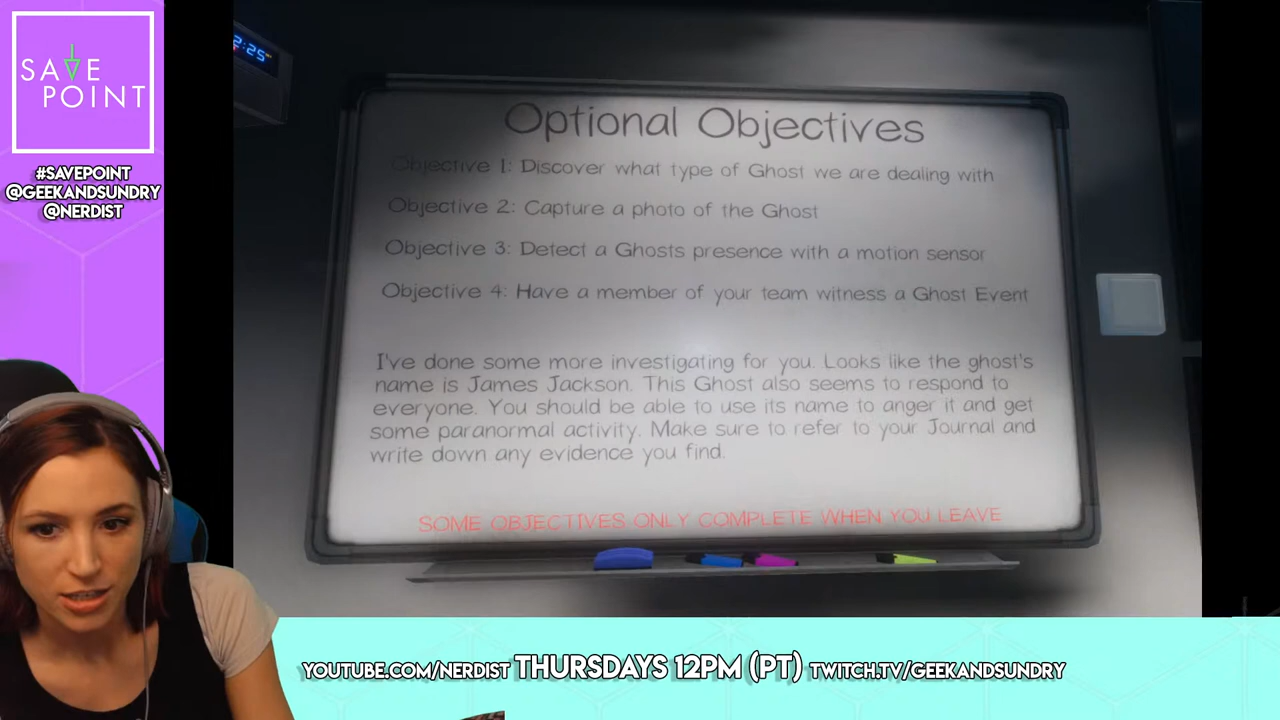 SAVE
POINT
#SAVEPOINT
@GEEKANDSUNDRY
@NERDIST
2:25
Optional Objectives
Objective 1: Discover what type of Ghost we are dealing with
Objective 2: Capture a photo of the Ghost
Objective 3: Detect a Ghosts presence with a motion sensor
Objective 4: Have a member of your team witness a Ghost Event
I've done some more investigating for you. Looks like the ghost's
name is James Jackson. This Ghost also seems to respond to
everyone. You should be able to use its name to anger it and get
some paranormal activity. Make sure to refer to your Journal and
write down any evidence you find.
SOME OBJECTIVES ONLY COMPLETE WHEN YOU LEAVE
YOUTUBE.COM/NERDIST THURSDAYS 12PM (PT) TWITCH.TV/GEEKANDSUNDRY